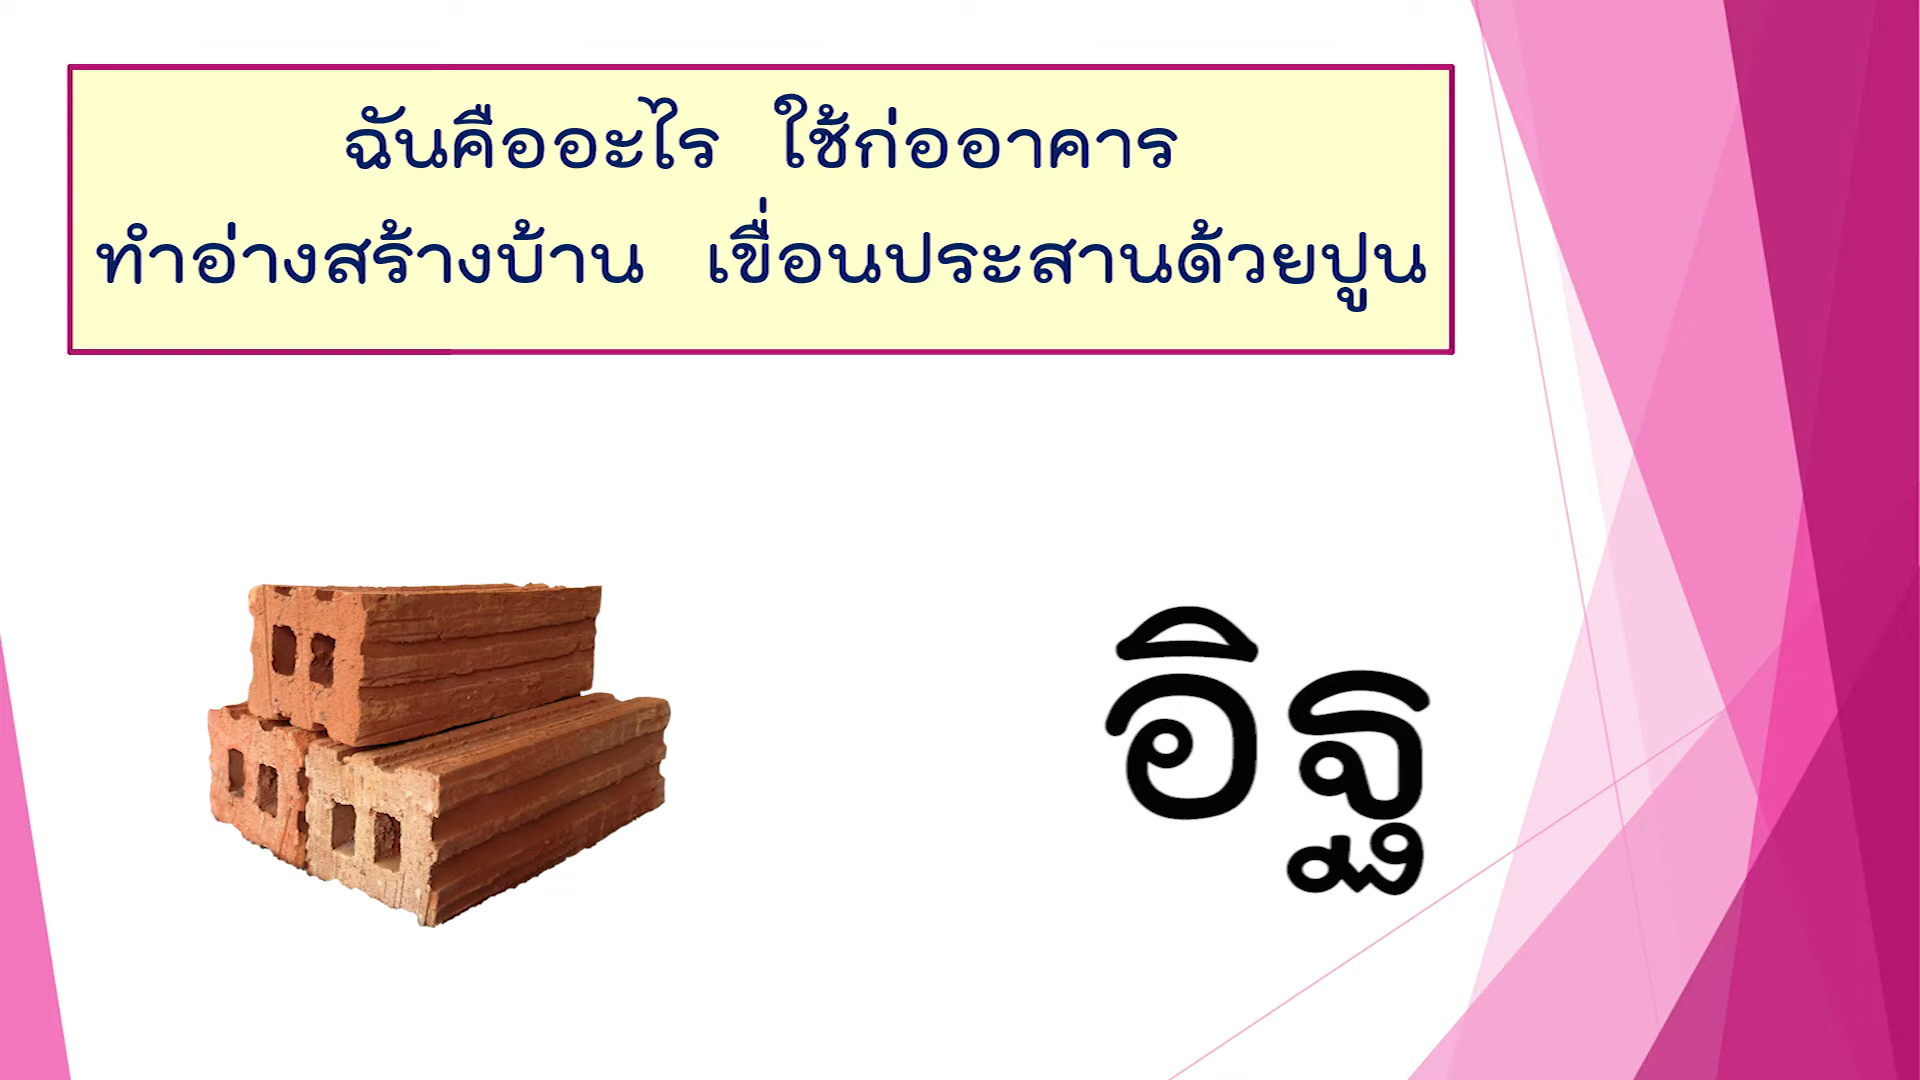 ฉันคืออะไร ใช้ก่ออาคาร
ทำอ่างสร้างบ้าน เขื่อนประสานด้วยปูน
อิฐ